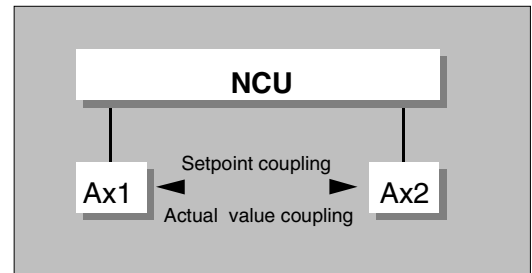 NCU
Setpoint coupling
Ax1
Ax2
Actual value coupling